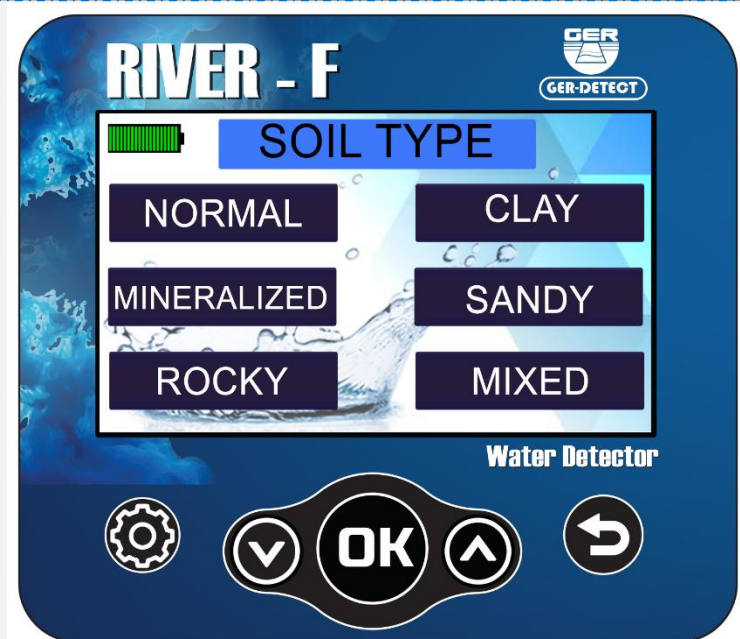 RIVER - F
GER
GER-DETECT
SOIL TYPE
NORMAL
CLAY
MINERALIZED
SANDY
ROCKY
MIXED
Water Detector
OK